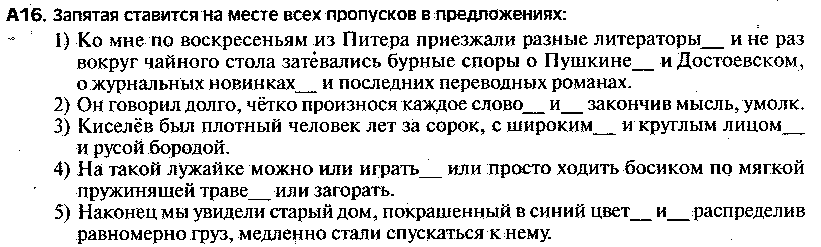 А16. Запятая ставится на месте всех пропусков в предложениях:
1) Ко мне по воскресеньям из Питера приезжали разные литераторы__ и не раз
вокруг чайного стола затевались бурные споры о Пушкине__ и Достоевском,
о журнальных новинках__ и последних переводных романах.
2) Он говорил долго, чётко произнося каждое слово__ и__ закончив мысль, умолк.
3) Киселёв был плотный человек лет за сорок, с широким__ и круглым лицом__
и русой бородой.
4) На такой лужайке можно или играть__ или просто ходить босиком по мягкой
пружинящей траве__ или загорать.
5) Наконец мы увидели старый дом, покрашенный в синий цвет__ и__ распределив
равномерно груз, медленно стали спускаться к нему.